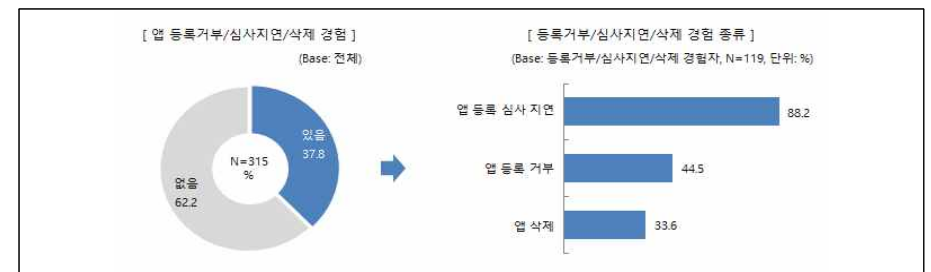 [ 앱 등록거부/심사지연/삭제 경험 ]
(Base: 전체)
있음
37.8
N=315
%
없음
62.2
[ 등록거부/심사지연/삭제 경험 종류 ]
(Base: 등록거부/심사지연/삭제 경험자, N=119, 단위: %)
앱 등록 심사 지연 88.2
앱 등록 거부 44.5
앱 삭제 33.6